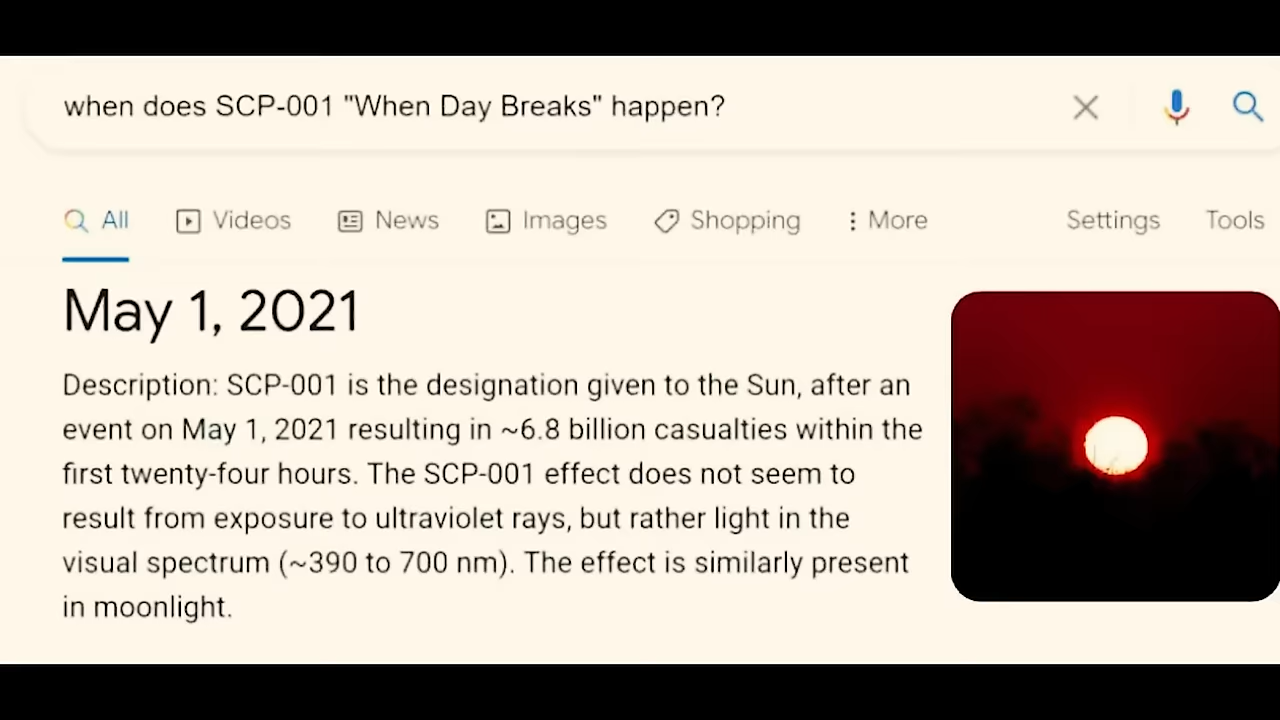 when does SCP-001 "When Day Breaks" happen?
All Videos News Images Shopping More Settings Tools
May 1, 2021
Description: SCP-001 is the designation given to the Sun, after an
event on May 1, 2021 resulting in ~6.8 billion casualties within the
first twenty-four hours. The SCP-001 effect does not seem to
result from exposure to ultraviolet rays, but rather light in the
visual spectrum (~390 to 700 nm). The effect is similarly present
in moonlight.